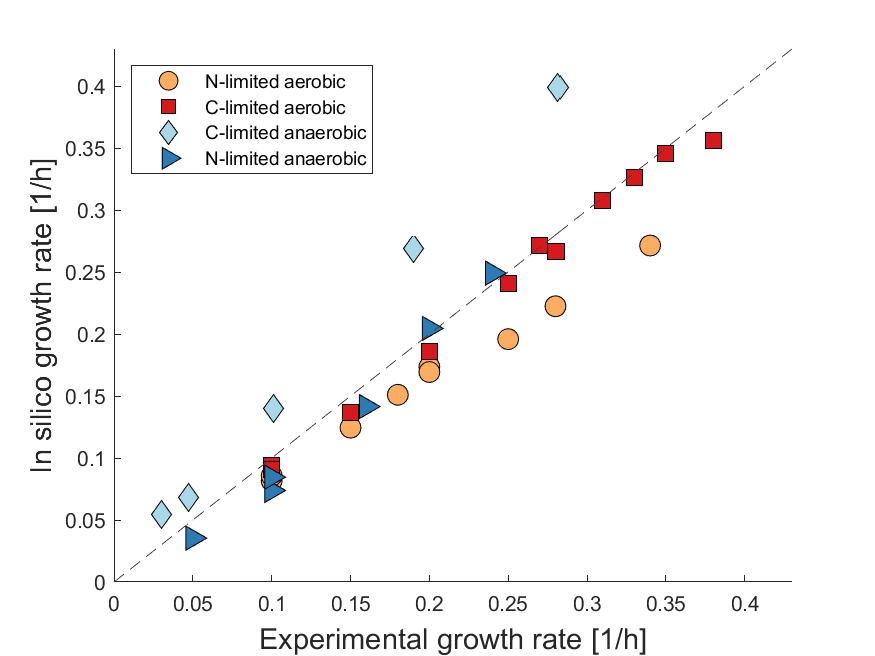 N-limited aerobic
C-limited aerobic
C-limited anaerobic
N-limited anaerobic
In silico growth rate [1/h]
0.4
0.35
0.3
0.25
0.2
0.15
0.1
0.05
0
0 0.05 0.1 0.15 0.2 0.25 0.3 0.35 0.4
Experimental growth rate [1/h]